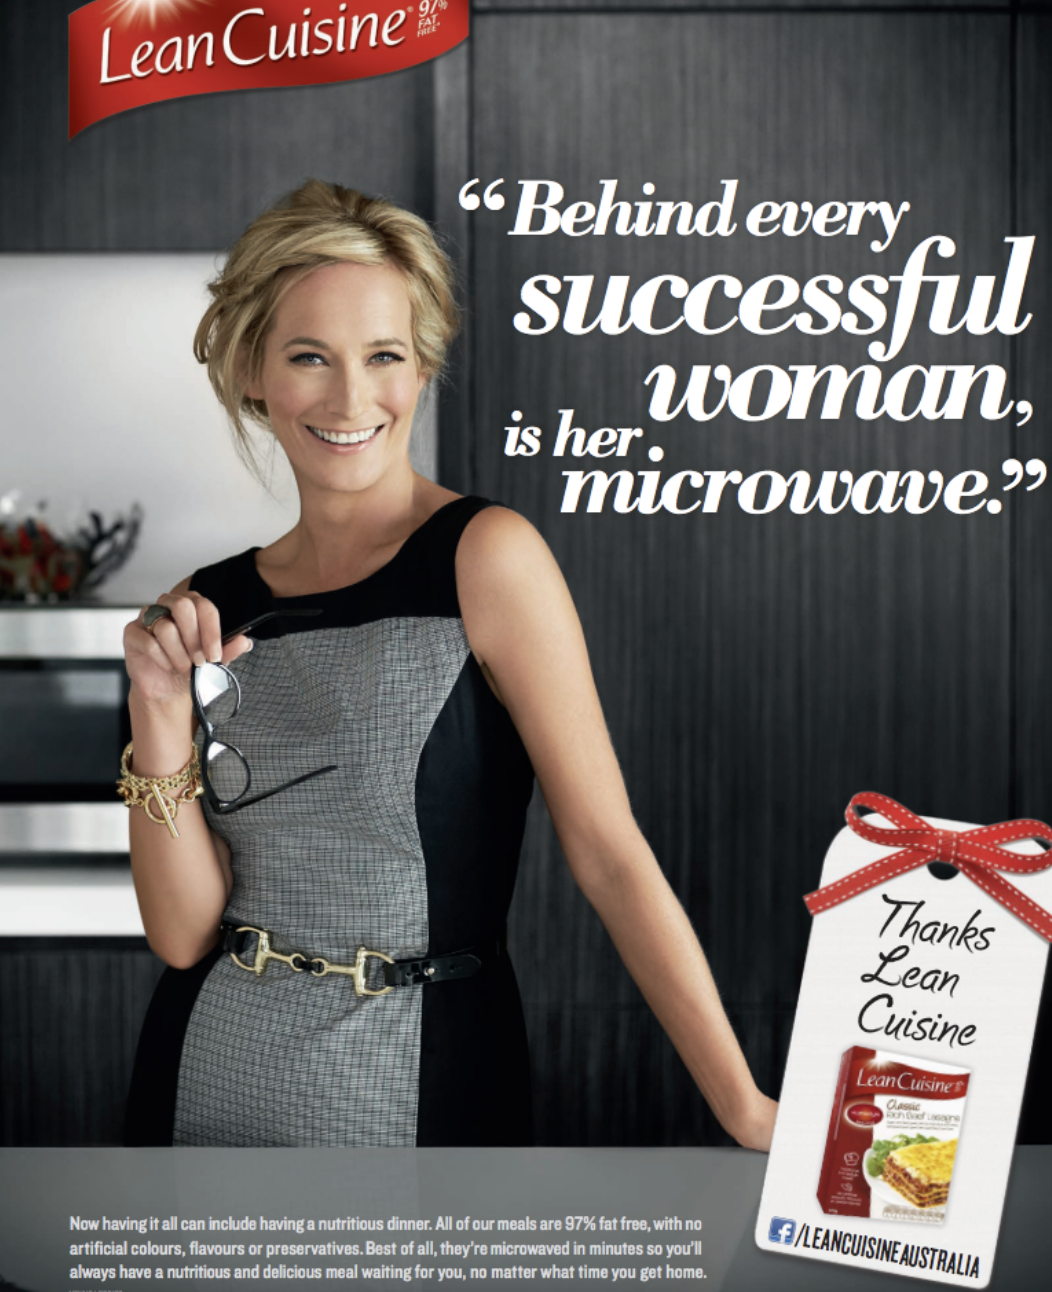 Lean Cuisine®
97%
FAT
FREE*
“Behind every
successful
woman,
is her
microwave.”
Thanks
Lean
Cuisine
Lean Cuisine
Classic
Rich Beef Lasagne
f/LEANCUISINEAUSTRALIA
Now having it all can include having a nutritious dinner. All of our meals are 97% fat free, with no
artificial colours, flavours or preservatives. Best of all, they’re microwaved in minutes so you’ll
always have a nutritious and delicious meal waiting for you, no matter what time you get home.